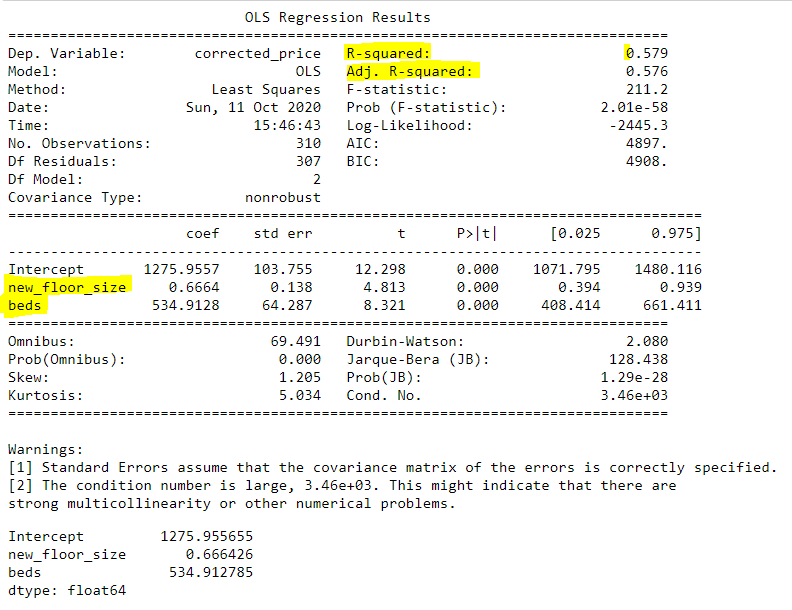 OLS Regression Results
==============================================================================
Dep. Variable: corrected_price R-squared: 0.579
Model: OLS Adj. R-squared: 0.576
Method: Least Squares F-statistic: 211.2
Date: Sun, 11 Oct 2020 Prob (F-statistic): 2.01e-58
Time: 15:46:43 Log-Likelihood: -2445.3
No. Observations: 310 AIC: 4897.
Df Residuals: 307 BIC: 4908.
Df Model: 2
Covariance Type: nonrobust
==================================================================================
coef std err t P>|t| [0.025 0.975]
----------------------------------------------------------------------------------
Intercept 1275.9557 103.755 12.298 0.000 1071.795 1480.116
new_floor_size 0.6664 0.138 4.813 0.000 0.394 0.939
beds 534.9128 64.287 8.321 0.000 408.414 661.411
==============================================================================
Omnibus: 69.491 Durbin-Watson: 2.080
Prob(Omnibus): 0.000 Jarque-Bera (JB): 128.438
Skew: 1.205 Prob(JB): 1.29e-28
Kurtosis: 5.034 Cond. No. 3.46e+03
==============================================================================
Warnings:
[1] Standard Errors assume that the covariance matrix of the errors is correctly specified.
[2] The condition number is large, 3.46e+03. This might indicate that there are
strong multicollinearity or other numerical problems.
Intercept 1275.955655
new_floor_size 0.666426
beds 534.912785
dtype: float64